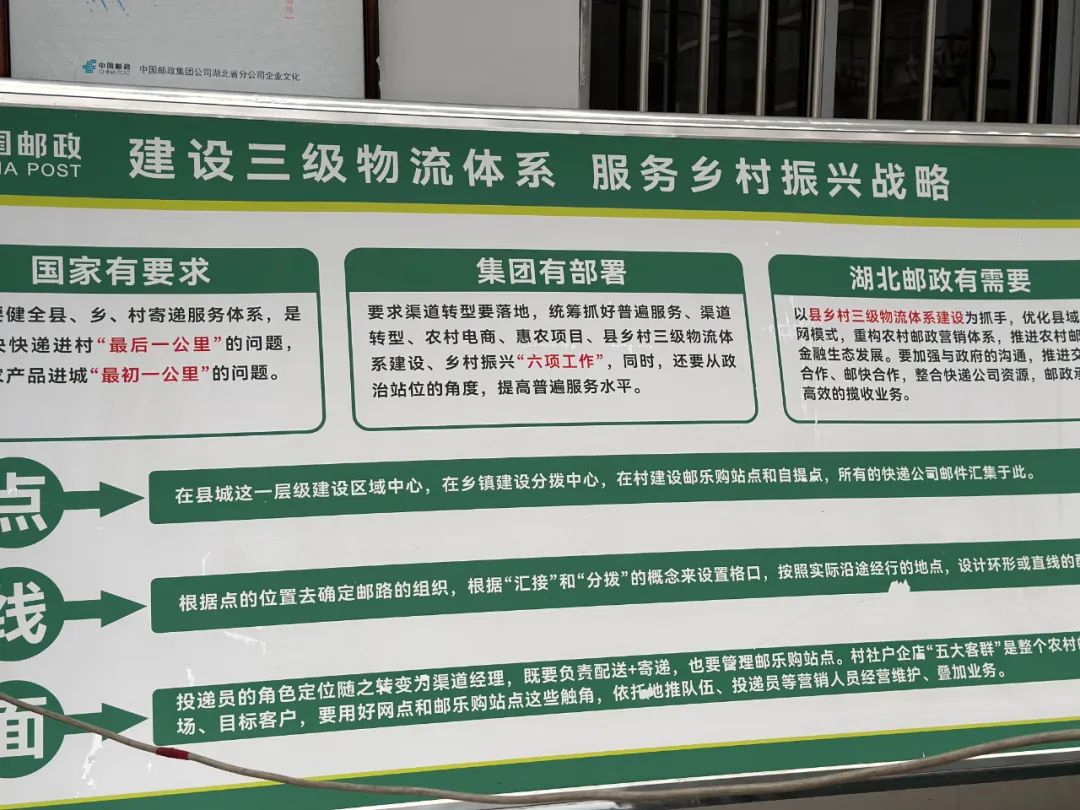 中国邮政
CHINA POST
中国邮政集团公司湖北省分公司企业文化
国邮政
NA POST
建设三级物流体系 服务乡村振兴战略
国家有要求
健全县、乡、村寄递服务体系，是
快递进村“最后一公里”的问题，
产品进城“最初一公里”的问题。
集团有部署
要求渠道转型要落地，统筹抓好普遍服务、渠道
转型、农村电商、惠农项目、县乡村三级物流体
系建设、乡村振兴“六项工作”，同时，还要从政
治站位的角度，提高普遍服务水平。
湖北邮政有需要
以县乡村三级物流体系建设为抓手，优化县域
网模式，重构农村邮政营销体系，推进农村邮
金融生态发展。要加强与政府的沟通，推进交
合作、邮快合作，整合快递公司资源，邮政承
高效的揽收业务。
点
在县城这一层级建设区域中心，在乡镇建设分拨中心，在村建设邮乐购站点和自提点，所有的快递公司邮件汇集于此。
线
根据点的位置去确定邮路的组织，根据“汇接”和“分拨”的概念来设置格口，按照实际沿途经行的地点，设计环形或直线的
面
投递员的角色定位随之转变为渠道经理，既要负责配送+寄递，也要管理邮乐购站点。村社户企店“五大客群”是整个农村
场、目标客户，要用好网点和邮乐购站点这些触角，依托地推队伍、投递员等营销人员经营维护、叠加业务。